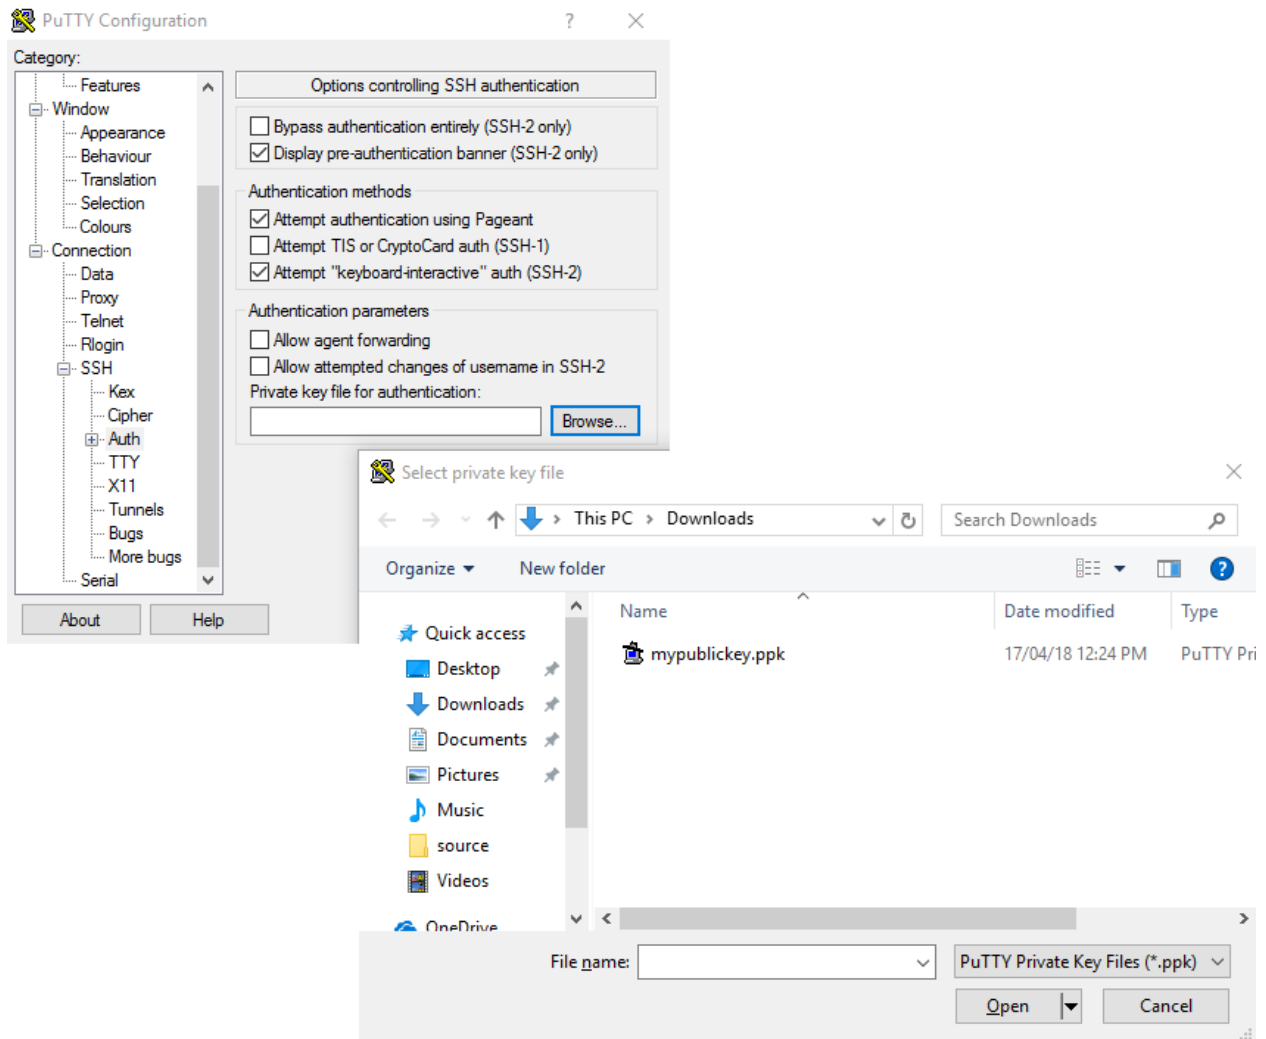 PuTTY Configuration ?
Category:
Features
Window
Appearance
Behaviour
Translation
Selection
Colours
Connection
Data
Proxy
Telnet
Rlogin
SSH
Kex
Cipher
Auth
TTY
X11
Tunnels
Bugs
More bugs
Serial
About Help
Options controlling SSH authentication
Bypass authentication entirely (SSH-2 only)
Display pre-authentication banner (SSH-2 only)
Authentication methods
Attempt authentication using Pageant
Attempt TIS or CryptoCard auth (SSH-1)
Attempt "keyboard-interactive" auth (SSH-2)
Authentication parameters
Allow agent forwarding
Allow attempted changes of username in SSH-2
Private key file for authentication:
Browse...
Select private key file
This PC > Downloads
Search Downloads
Organize New folder ?
Quick access
Desktop
Downloads
Documents
Pictures
Music
source
Videos
OneDrive
Name Date modified Type
mypublickey.ppk 17/04/18 12:24 PM PuTTY Pri
File name: PuTTY Private Key Files (*.ppk)
Open Cancel